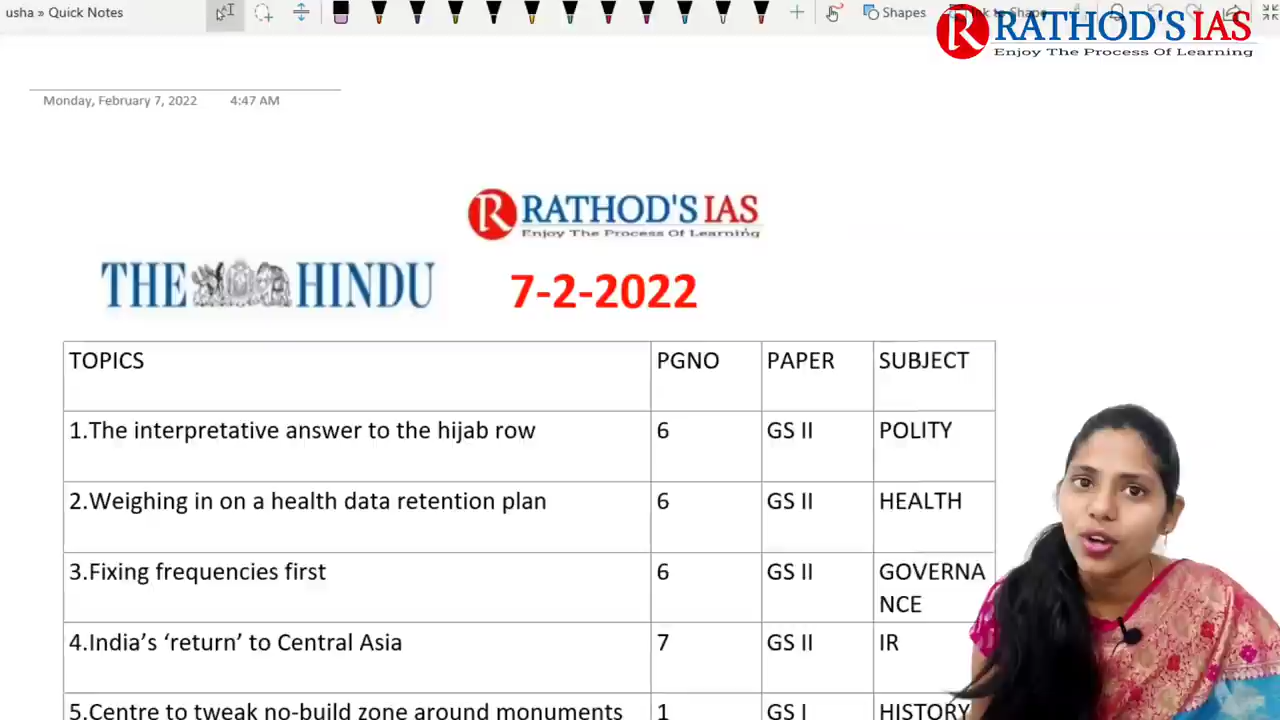 usha » Quick Notes
Shapes
RATHOD'S IAS
Enjoy The Process Of Learning
Monday, February 7, 2022 4:47 AM
RATHOD'S IAS
Enjoy The Process Of Learning
THE HINDU 7-2-2022
TOPICS PGNO PAPER SUBJECT
1.The interpretative answer to the hijab row 6 GS II POLITY
2.Weighing in on a health data retention plan 6 GS II HEALTH
3.Fixing frequencies first 6 GS II GOVERNA
NCE
4.India's ‘return’ to Central Asia 7 GS II IR
5.Centre to tweak no-build zone around monuments 1 GS I HISTORY